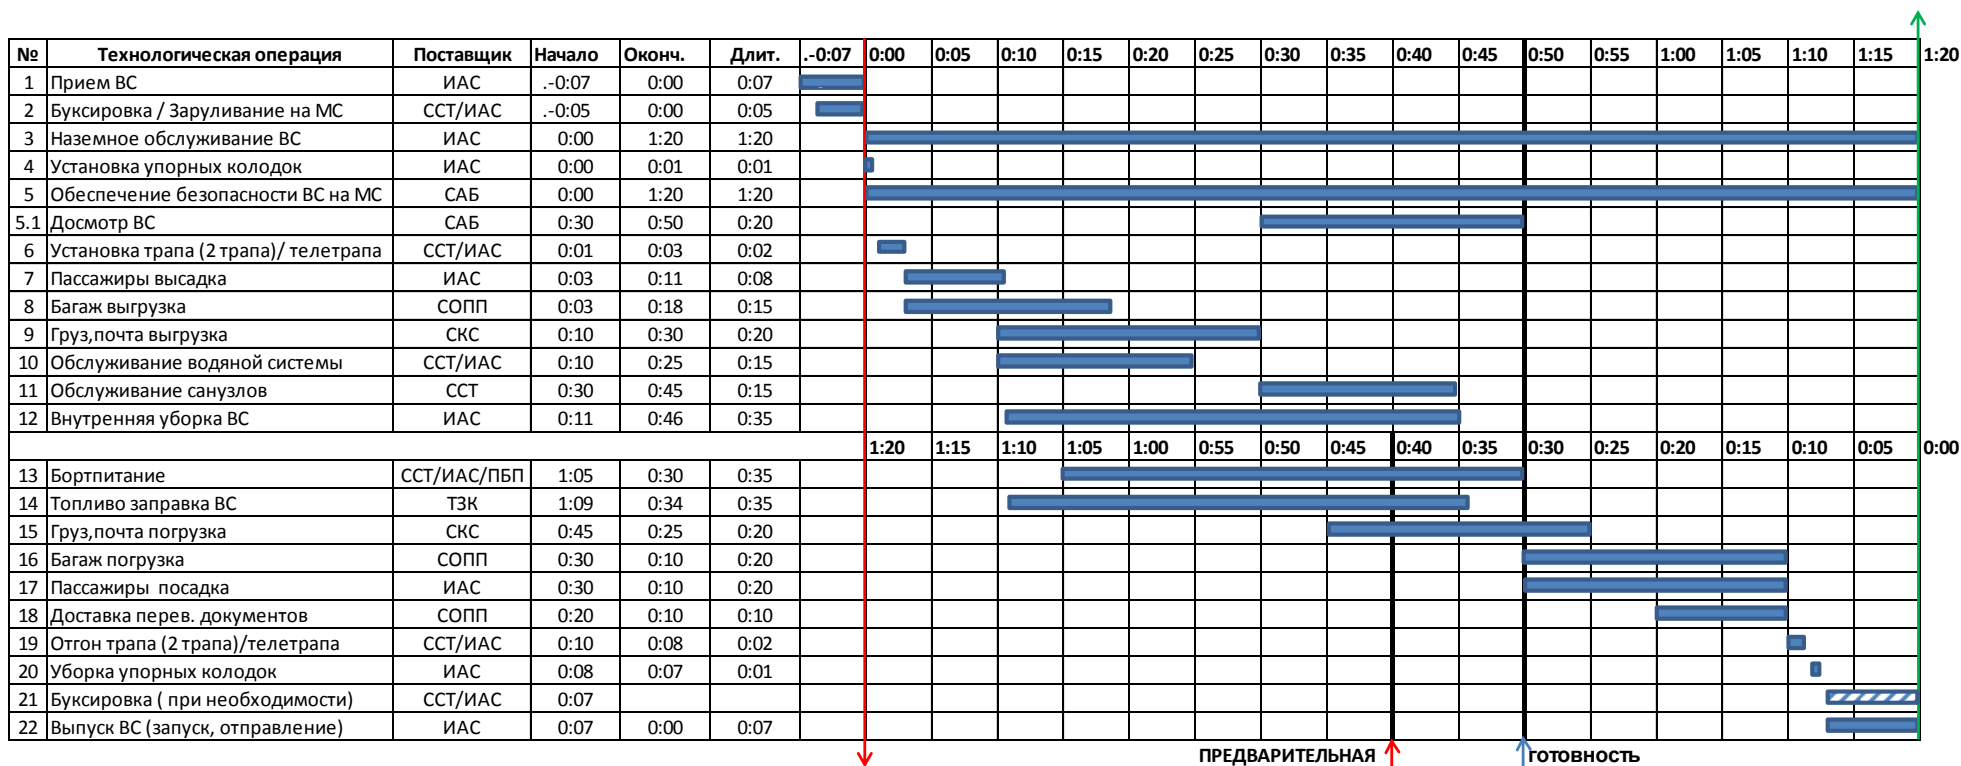 № Технологическая операция Поставщик Начало Оконч. Длит. .-0:07 0:00 0:05 0:10 0:15 0:20 0:25 0:30 0:35 0:40 0:45 0:50 0:55 1:00 1:05 1:10 1:15 1:20
1 Прием ВС ИАС .-0:07 0:00 0:07
2 Буксировка / Заруливание на МС ССТ/ИАС .-0:05 0:00 0:05
3 Наземное обслуживание ВС ИАС 0:00 1:20 1:20
4 Установка упорных колодок ИАС 0:00 0:01 0:01
5 Обеспечение безопасности ВС на МС САБ 0:00 1:20 1:20
5.1 Досмотр ВС САБ 0:30 0:50 0:20
6 Установка трапа (2 трапа)/ телетрапа ССТ/ИАС 0:01 0:03 0:02
7 Пассажиры высадка ИАС 0:03 0:11 0:08
8 Багаж выгрузка СОПП 0:03 0:18 0:15
9 Груз,почта выгрузка СКС 0:10 0:30 0:20
10 Обслуживание водяной системы ССТ/ИАС 0:10 0:25 0:15
11 Обслуживание санузлов ССТ 0:30 0:45 0:15
12 Внутренняя уборка ВС ИАС 0:11 0:46 0:35
1:20 1:15 1:10 1:05 1:00 0:55 0:50 0:45 0:40 0:35 0:30 0:25 0:20 0:15 0:10 0:05 0:00
13 Бортпитание ССТ/ИАС/ПБП 1:05 0:30 0:35
14 Топливо заправка ВС ТЗК 1:09 0:34 0:35
15 Груз,почта погрузка СКС 0:45 0:25 0:20
16 Багаж погрузка СОПП 0:30 0:10 0:20
17 Пассажиры посадка ИАС 0:30 0:10 0:20
18 Доставка перев. документов СОПП 0:20 0:10 0:10
19 Отгон трапа (2 трапа)/телетрапа ССТ/ИАС 0:10 0:08 0:02
20 Уборка упорных колодок ИАС 0:08 0:07 0:01
21 Буксировка ( при необходимости) ССТ/ИАС 0:07
22 Выпуск ВС (запуск, отправление) ИАС 0:07 0:00 0:07
ПРЕДВАРИТЕЛЬНАЯ готовность